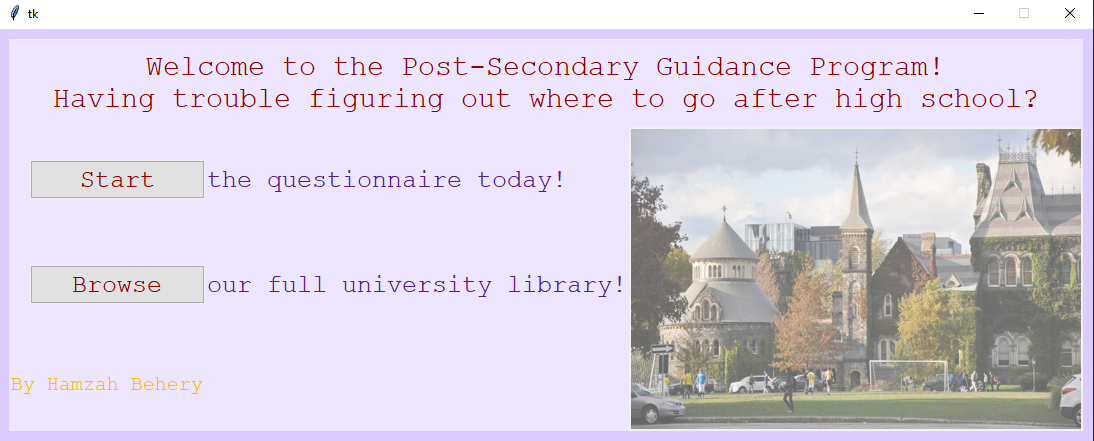 tk
Welcome to the Post-Secondary Guidance Program!
Having trouble figuring out where to go after high school?
Start the questionnaire today!
Browse our full university library!
By Hamzah Behery